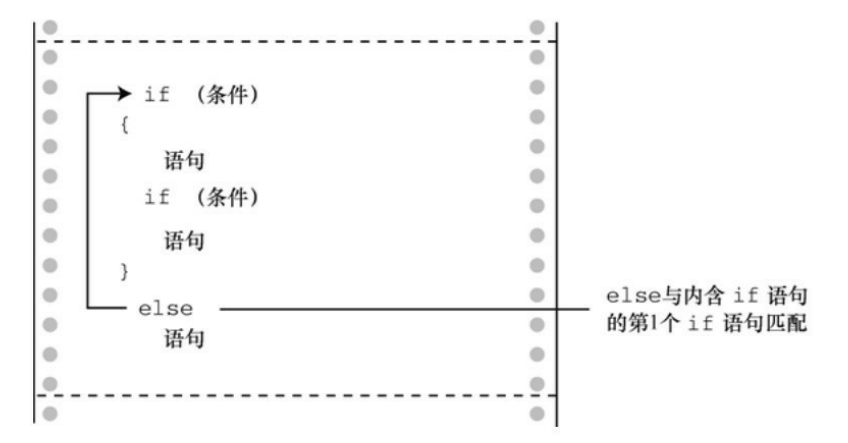 if （条件）
{
语句
if （条件）
语句
}
else
语句
else与内含 if 语句
的第1个 if 语句匹配